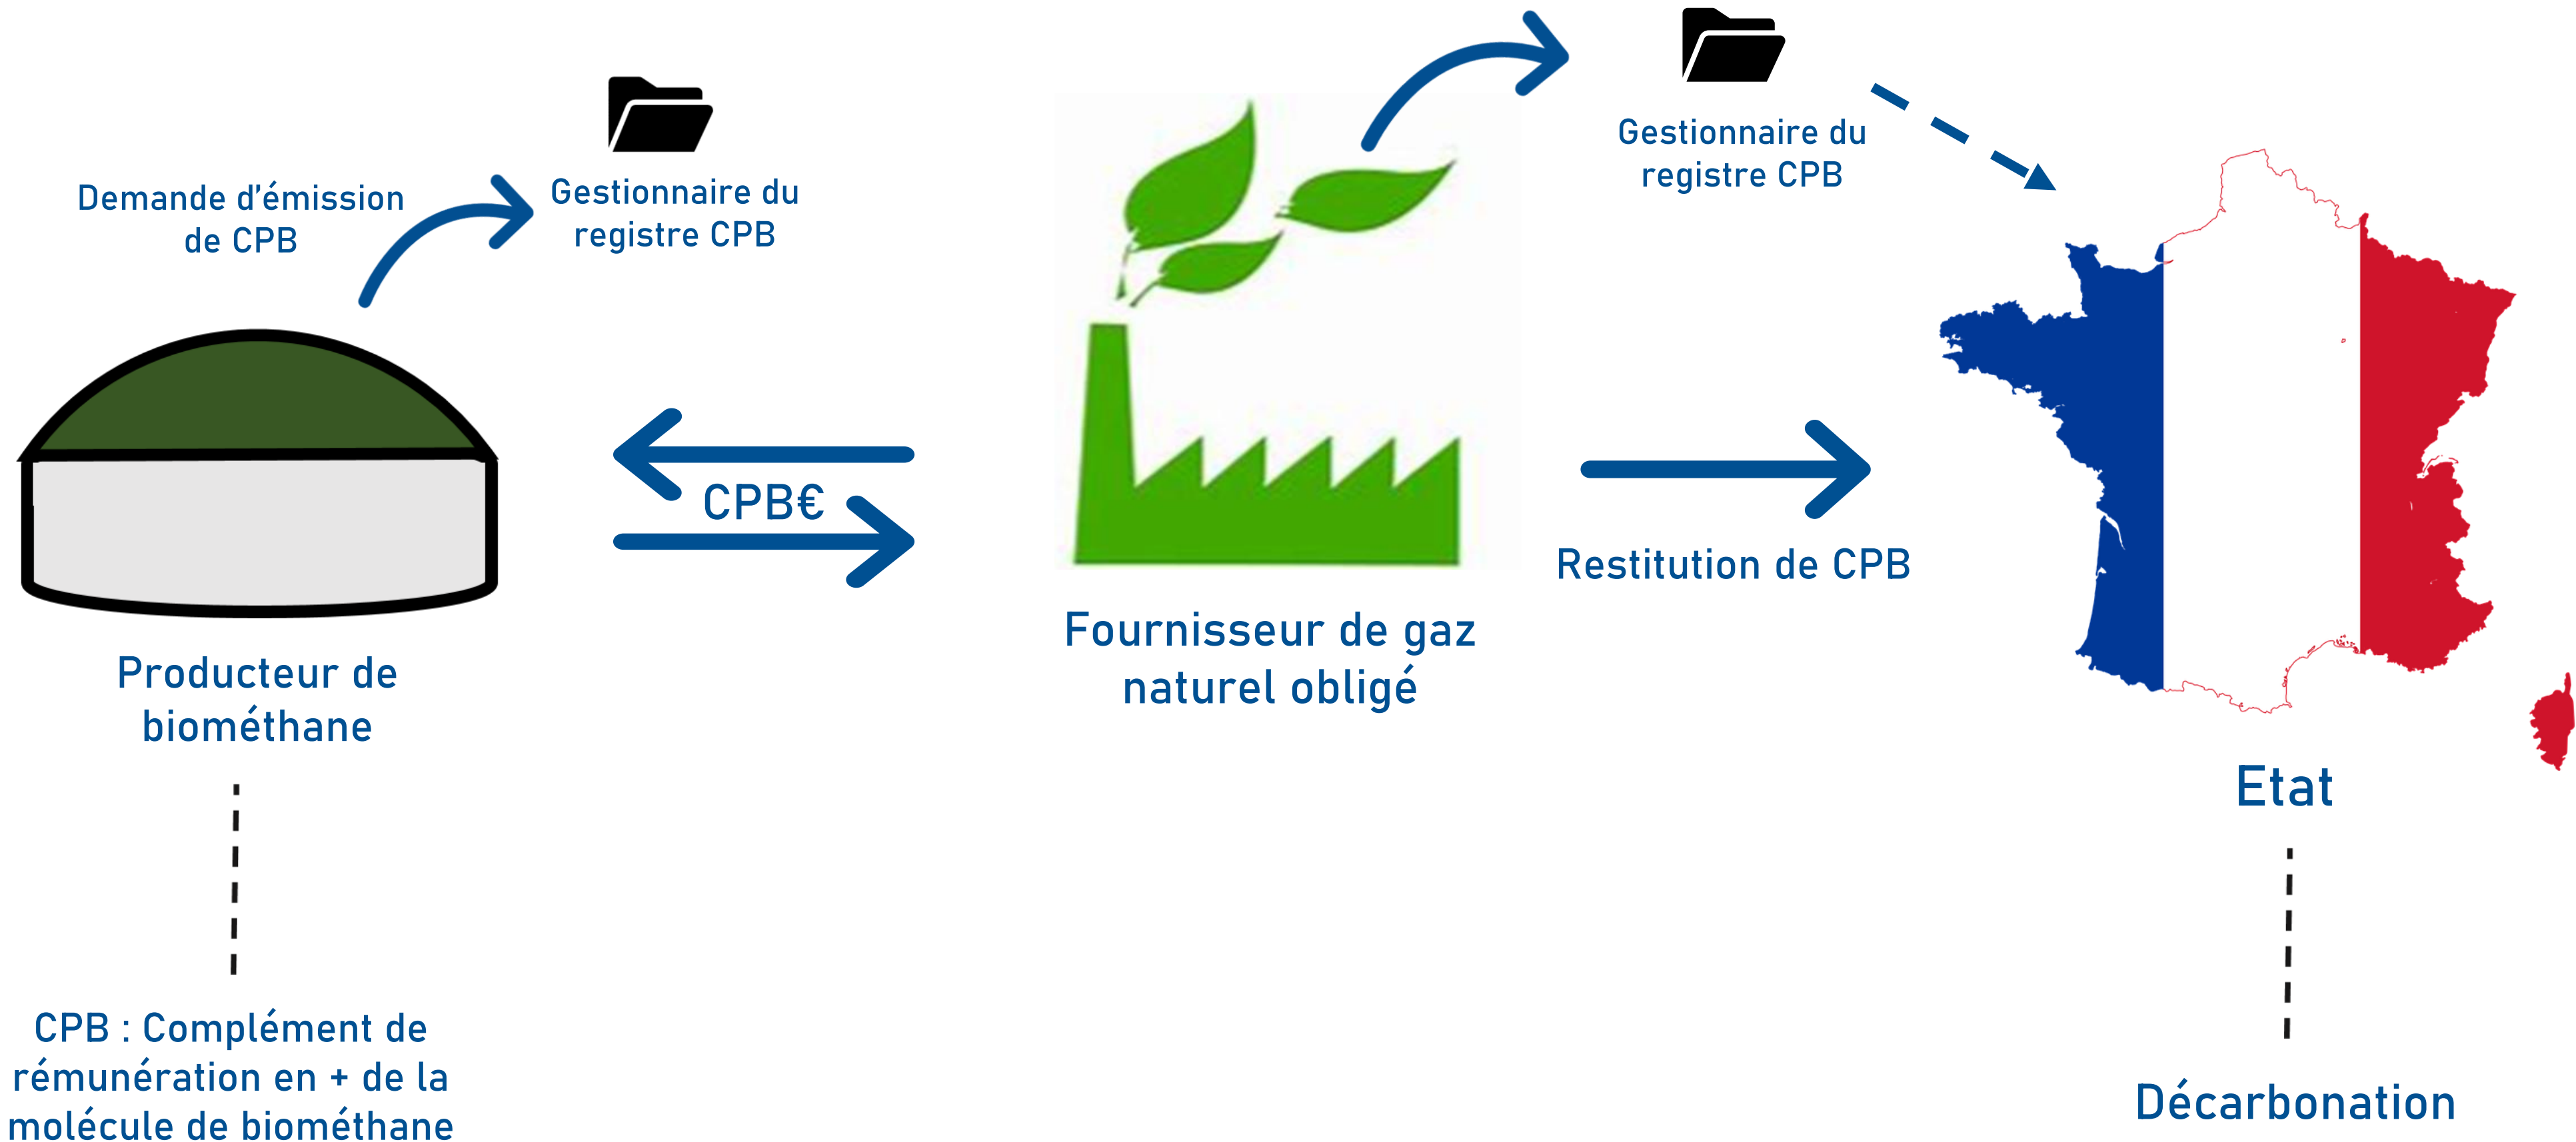 Demande d'émission
de CPB
Gestionnaire du
registre CPB
Gestionnaire du
registre CPB
CPB€
Restitution de CPB
Producteur de
biométhane
Fournisseur de gaz
naturel obligé
Etat
CPB : Complément de
rémunération en + de la
molécule de biométhane
Décarbonation